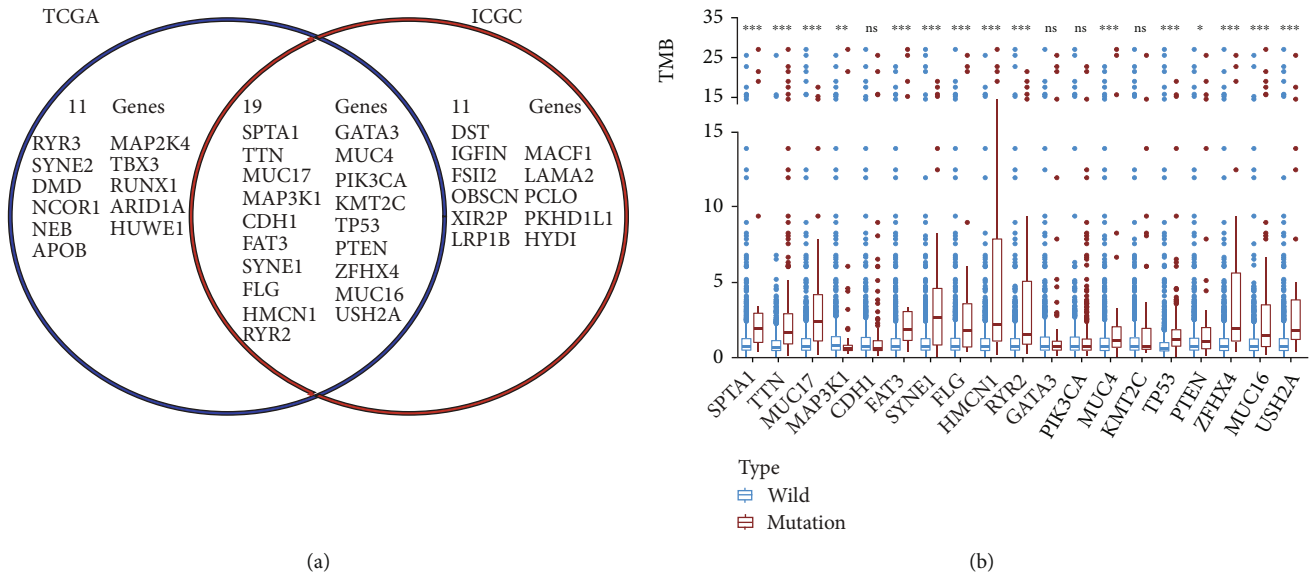 TCGA
ICGC
11 Genes
RYR3
SYNE2
DMD
NCOR1
NEB
APOB
MAP2K4
TBX3
RUNX1
ARID1A
HUWE1
19 Genes
SPTA1
TTN
MUC17
MAP3K1
CDH1
FAT3
SYNE1
FLG
HMCN1
RYR2
GATA3
MUC4
PIK3CA
KMT2C
TP53
PTEN
ZFHX4
MUC16
USH2A
11 Genes
DST
IGFIN
FSII2
OBSCN
XIR2P
LRP1B
MACF1
LAMA2
PCLO
PKHD1L1
HYDI
(a)
TMB
35
25
15
15
10
5
0
*** *** *** ** ns *** *** *** *** *** ns ns *** ns *** * *** *** ***
SPTA1
TTN
MUC17
MAP3K1
CDH1
FAT3
SYNE1
FLG
HMCN1
RYR2
GATA3
PIK3CA
MUC4
KMT2C
TP53
PTEN
ZFHX4
MUC16
USH2A
Type
Wild
Mutation
(b)